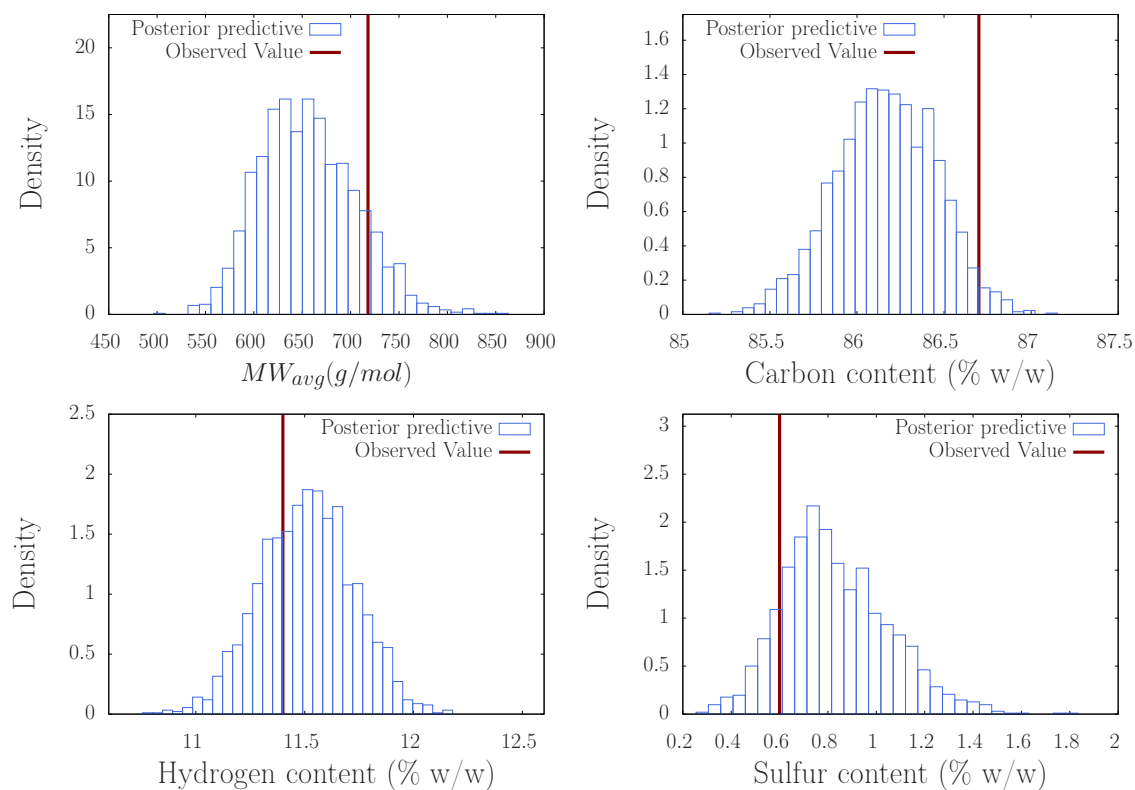 Posterior predictive
Observed Value
Density
20
15
10
5
0
450 500 550 600 650 700 750 800 850 900
MW_avg(g/mol)
Posterior predictive
Observed Value
Density
1.6
1.4
1.2
1
0.8
0.6
0.4
0.2
0
85 85.5 86 86.5 87 87.5
Carbon content (% w/w)
Posterior predictive
Observed Value
Density
2.5
2
1.5
1
0.5
0
11 11.5 12 12.5
Hydrogen content (% w/w)
Posterior predictive
Observed Value
Density
3
2.5
2
1.5
1
0.5
0
0.2 0.4 0.6 0.8 1 1.2 1.4 1.6 1.8 2
Sulfur content (% w/w)